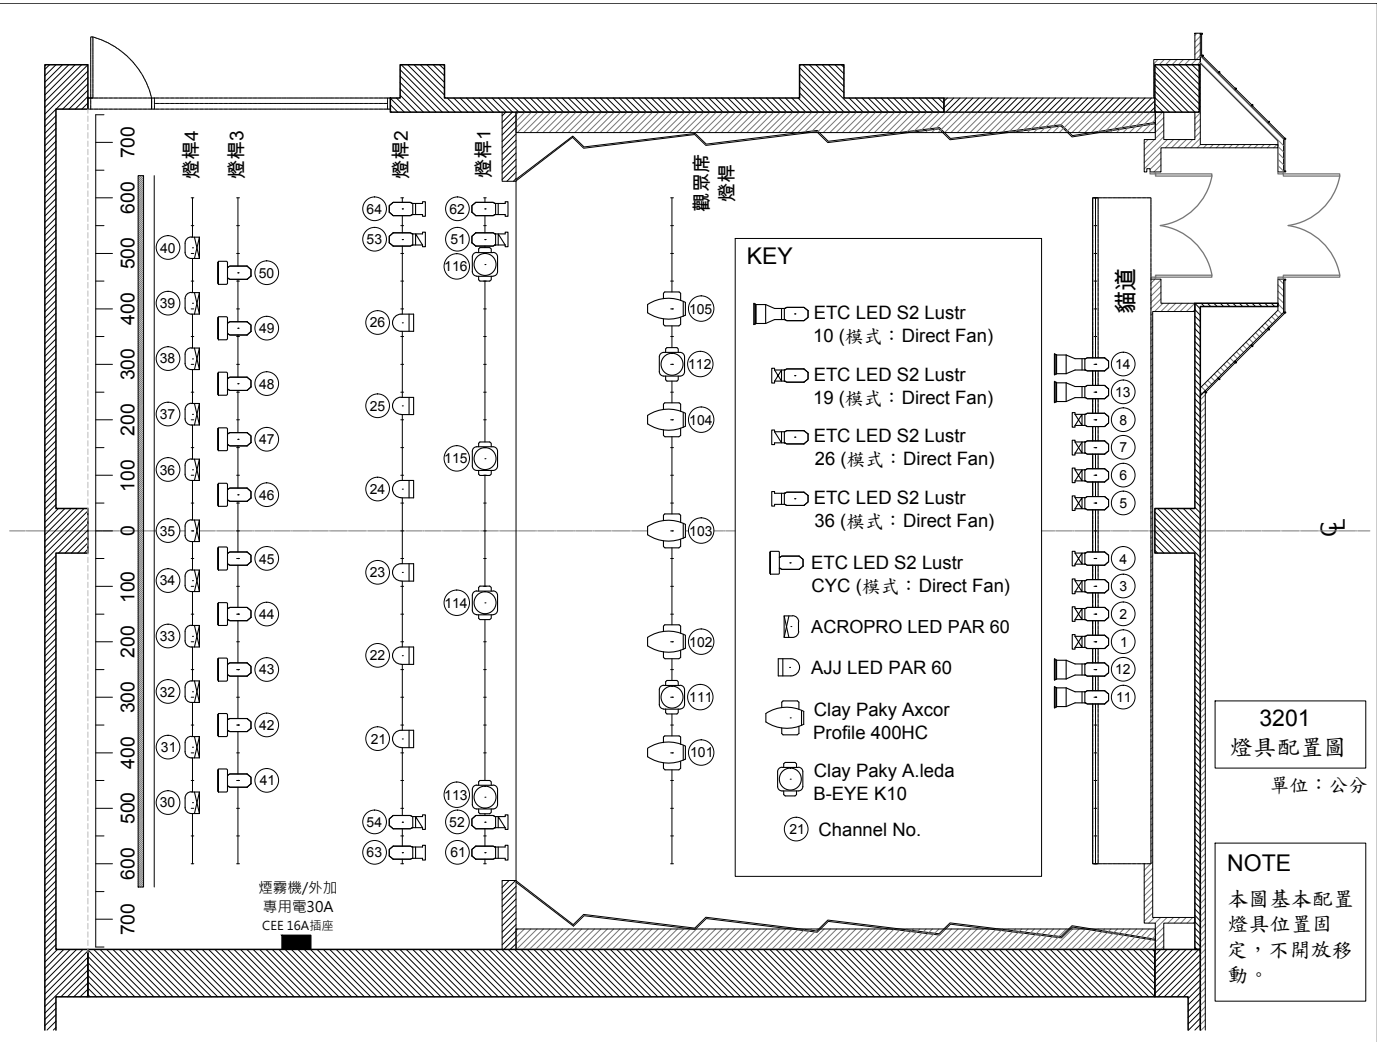 燈桿4
燈桿3
燈桿2
燈桿1
觀眾席
燈桿
貓道
700
600
500
400
300
200
100
0
100
200
300
400
500
600
700
40
39
38
37
36
35
34
33
32
31
30
50
49
48
47
46
45
44
43
42
41
64
53
26
25
24
23
22
21
54
63
62
51
116
115
114
113
52
61
105
112
104
103
102
111
101
14
13
8
7
6
5
4
3
2
1
12
11
KEY
ETC LED S2 Lustr
10 (模式：Direct Fan)
ETC LED S2 Lustr
19 (模式：Direct Fan)
ETC LED S2 Lustr
26 (模式：Direct Fan)
ETC LED S2 Lustr
36 (模式：Direct Fan)
ETC LED S2 Lustr
CYC (模式：Direct Fan)
ACROPRO LED PAR 60
AJJ LED PAR 60
Clay Paky Axcor
Profile 400HC
Clay Paky A.leda
B-EYE K10
21 Channel No.
煙霧機/外加
專用電30A
CEE 16A插座
CL
3201
燈具配置圖
單位：公分
NOTE
本圖基本配置
燈具位置固
定，不開放移
動。